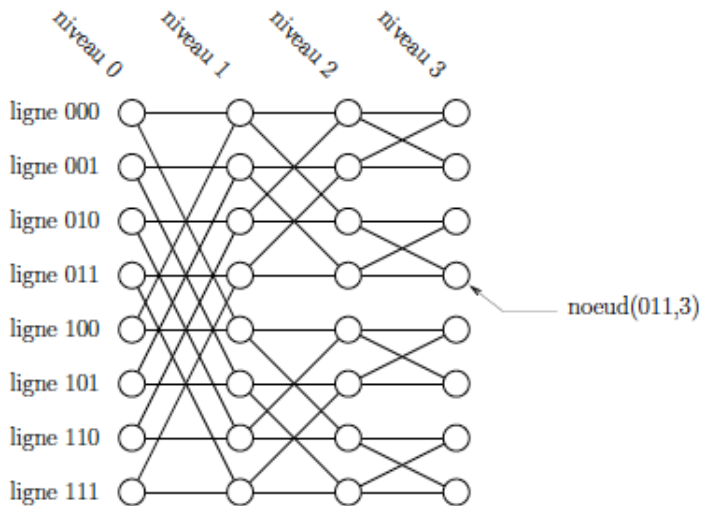 niveau 0
niveau 1
niveau 2
niveau 3
ligne 000
ligne 001
ligne 010
ligne 011
noeud(011,3)
ligne 100
ligne 101
ligne 110
ligne 111